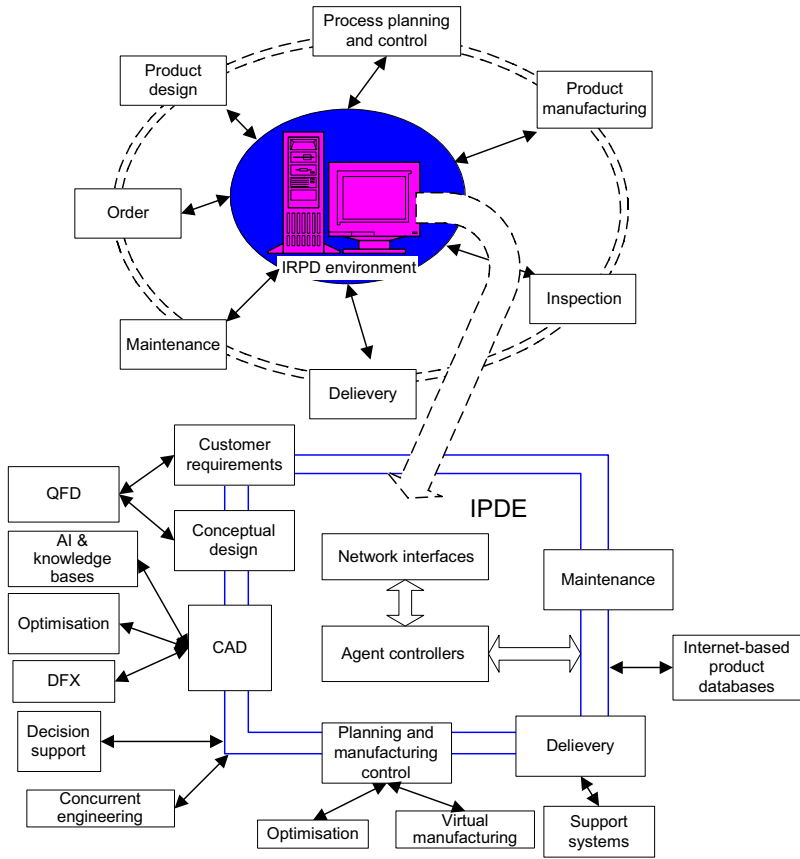 Process planning
and control
Product
design
Product
manufacturing
Order
IRPD environment
Inspection
Maintenance
Delievery
Customer
requirements
QFD
IPDE
Conceptual
design
AI &
knowledge
bases
Network interfaces
Maintenance
Optimisation
CAD
Agent controllers
Internet-based
product
databases
DFX
Decision
support
Planning and
manufacturing
control
Delievery
Concurrent
engineering
Optimisation
Virtual
manufacturing
Support
systems